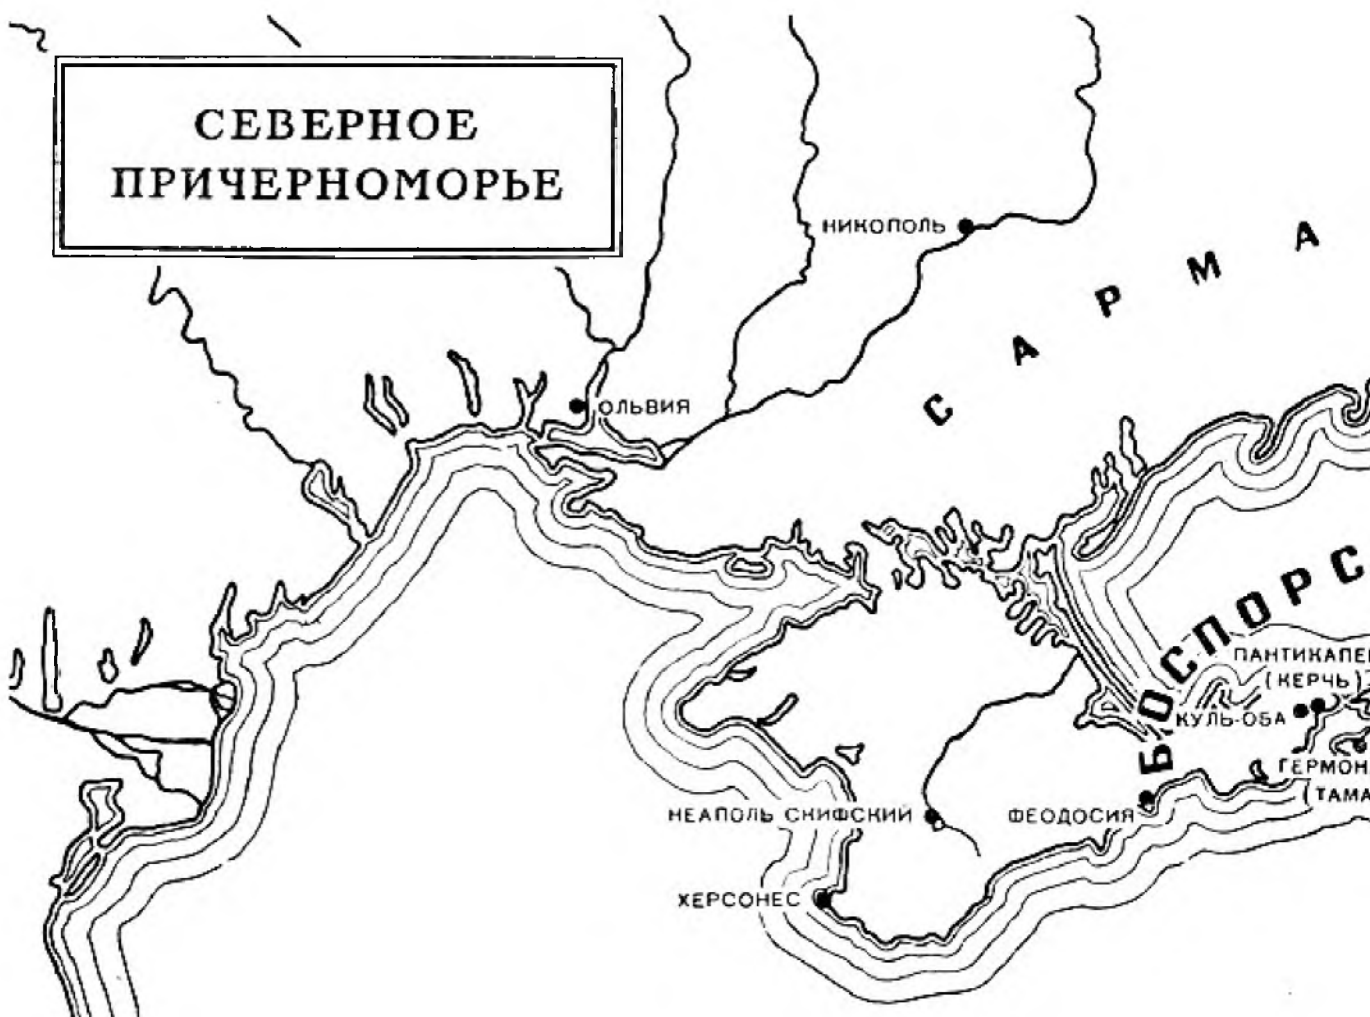 СЕВЕРНОЕ
ПРИЧЕРНОМОРЬЕ
НИКОПОЛЬ
САРМА
ОЛЬВИЯ
БОСПОРС
ПАНТИКАПЕ
(КЕРЧЬ)
КУЛЬ-ОБА
ГЕРМОН
(ТАМА
НЕАПОЛЬ СКИФСКИЙ
ФЕОДОСИЯ
ХЕРСОНЕС